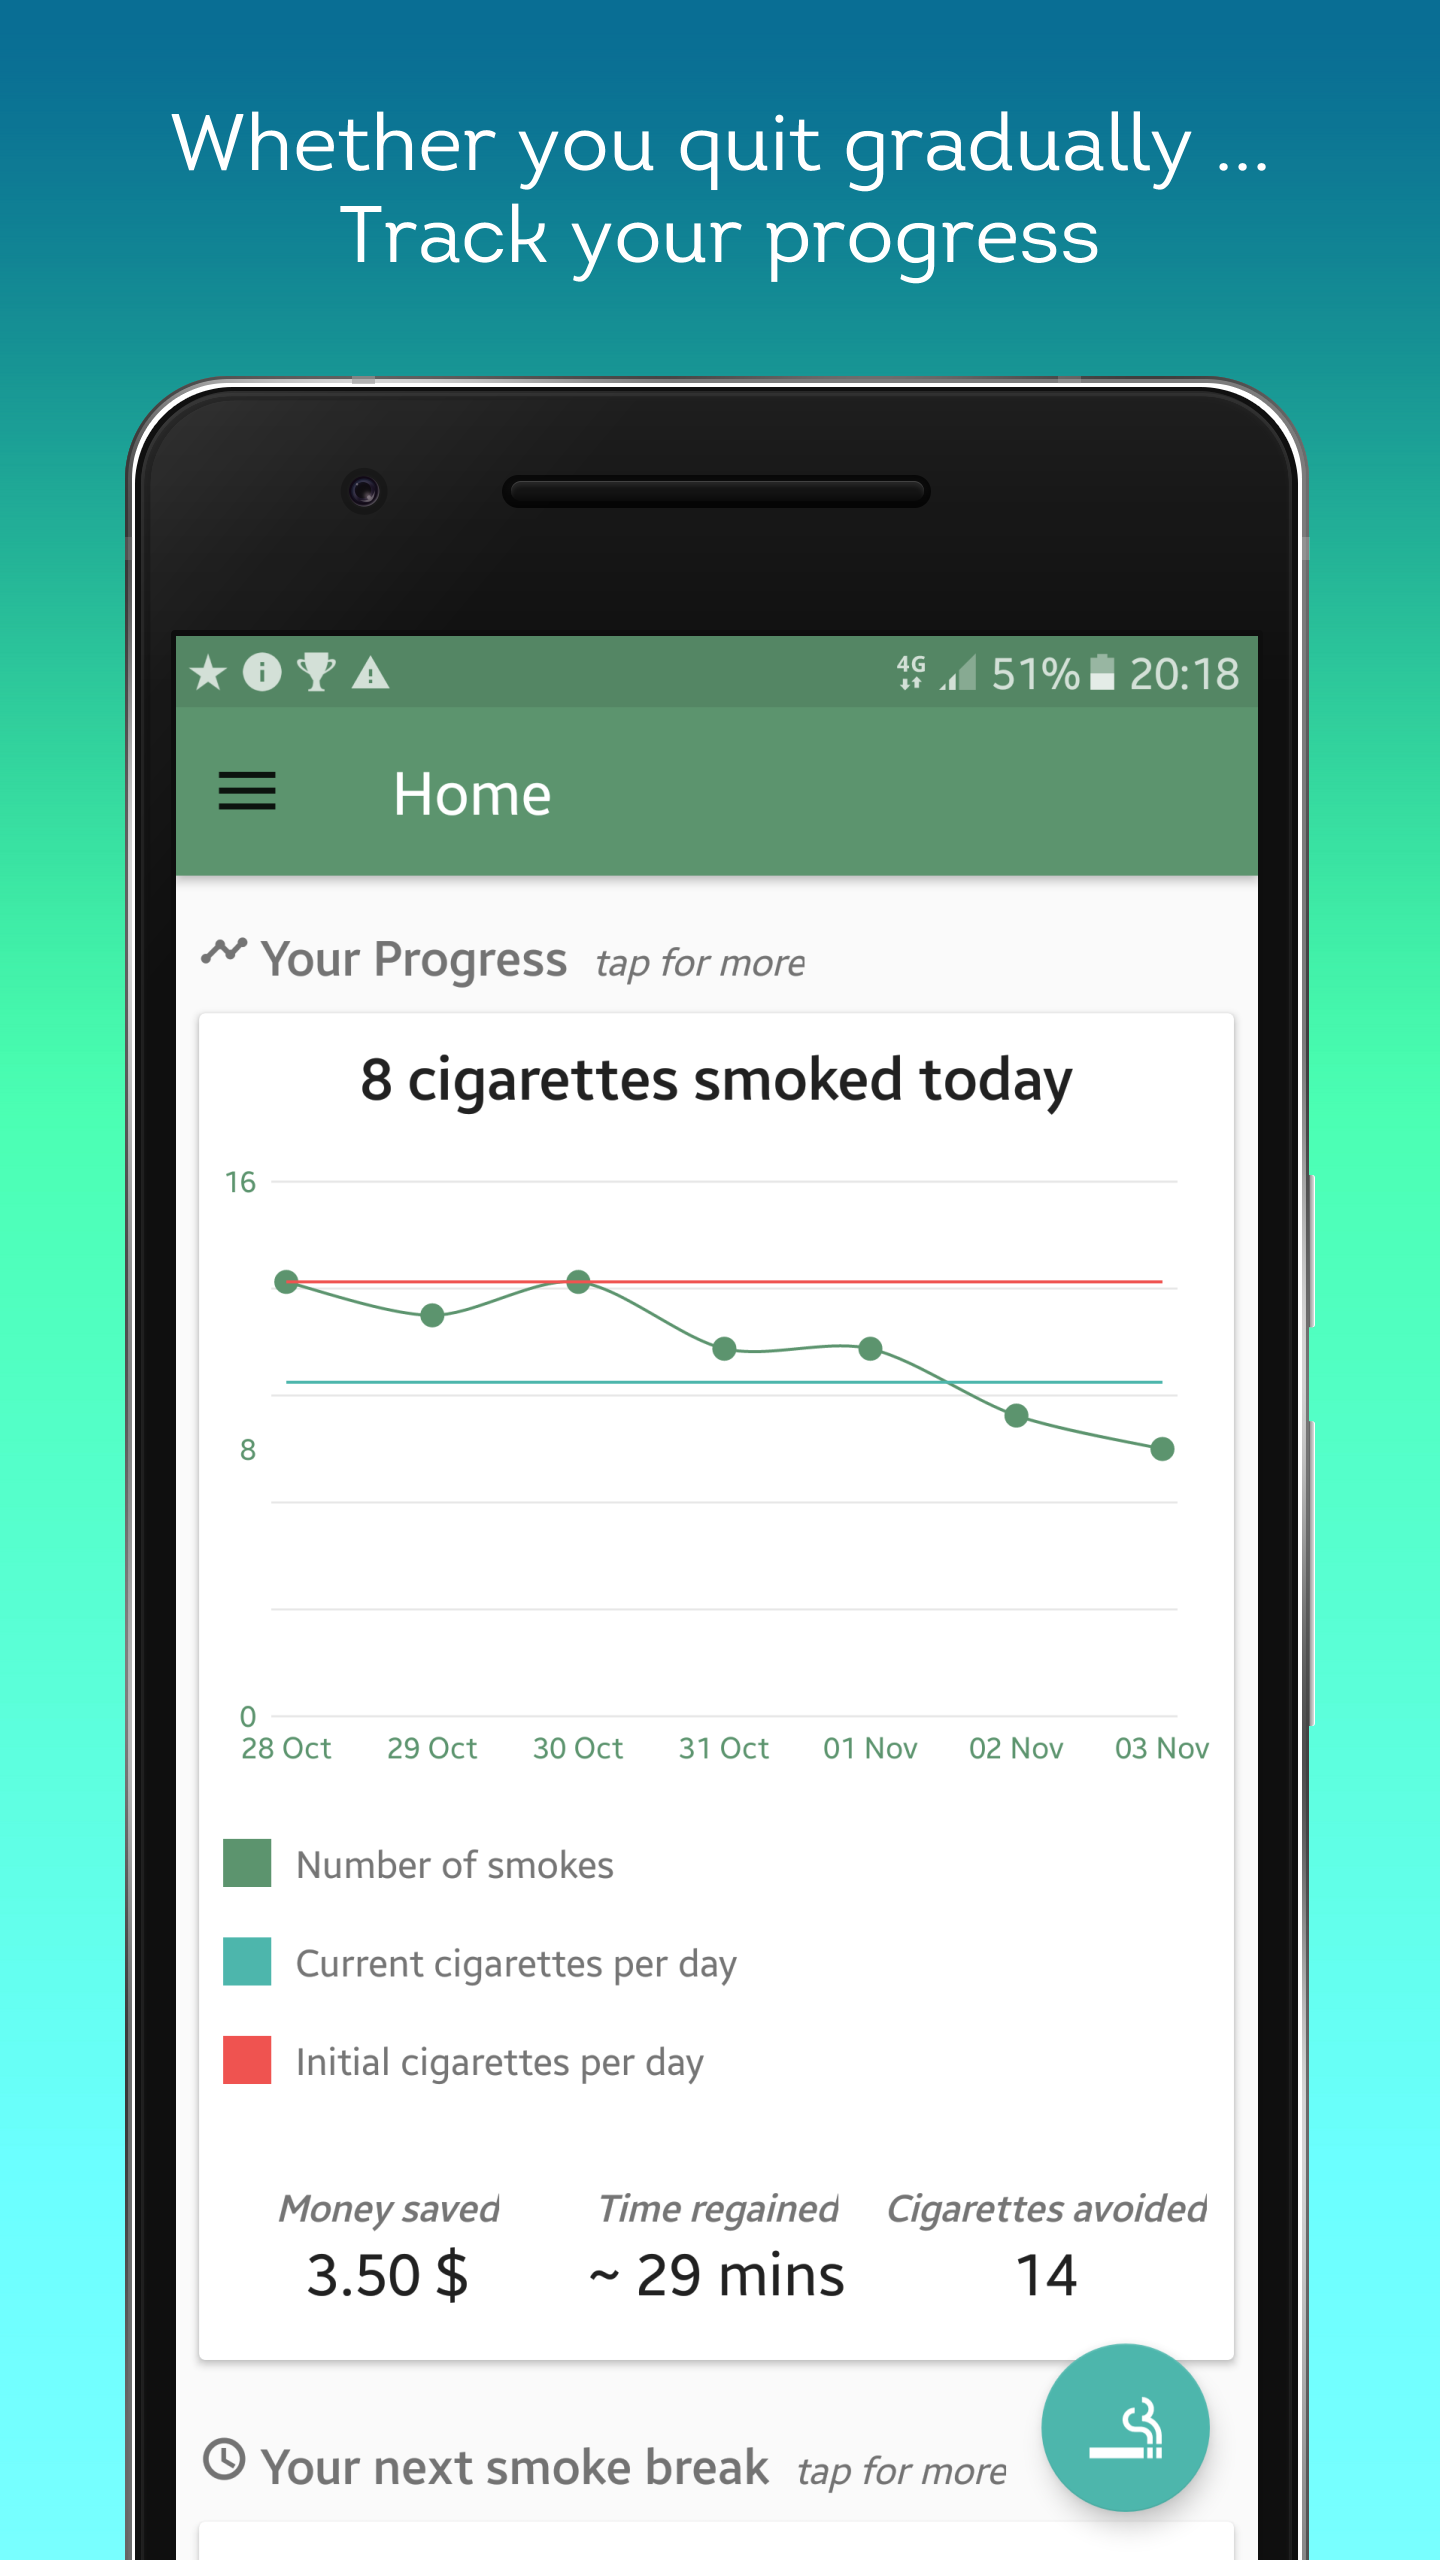 Whether you quit gradually ...
Track your progress
4G 51% 20:18
Home
Your Progress tap for more
8 cigarettes smoked today
16
8
0
28 Oct 29 Oct 30 Oct 31 Oct 01 Nov 02 Nov 03 Nov
Number of smokes
Current cigarettes per day
Initial cigarettes per day
Money saved Time regained Cigarettes avoided
3.50 $ ~ 29 mins 14
Your next smoke break tap for more